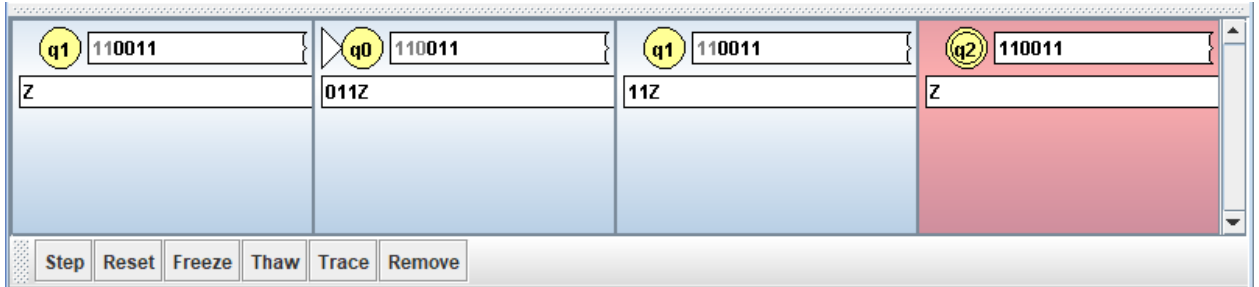 q1 110011 q0 110011 q1 110011 q2 110011
Z 011Z 11Z Z
Step Reset Freeze Thaw Trace Remove